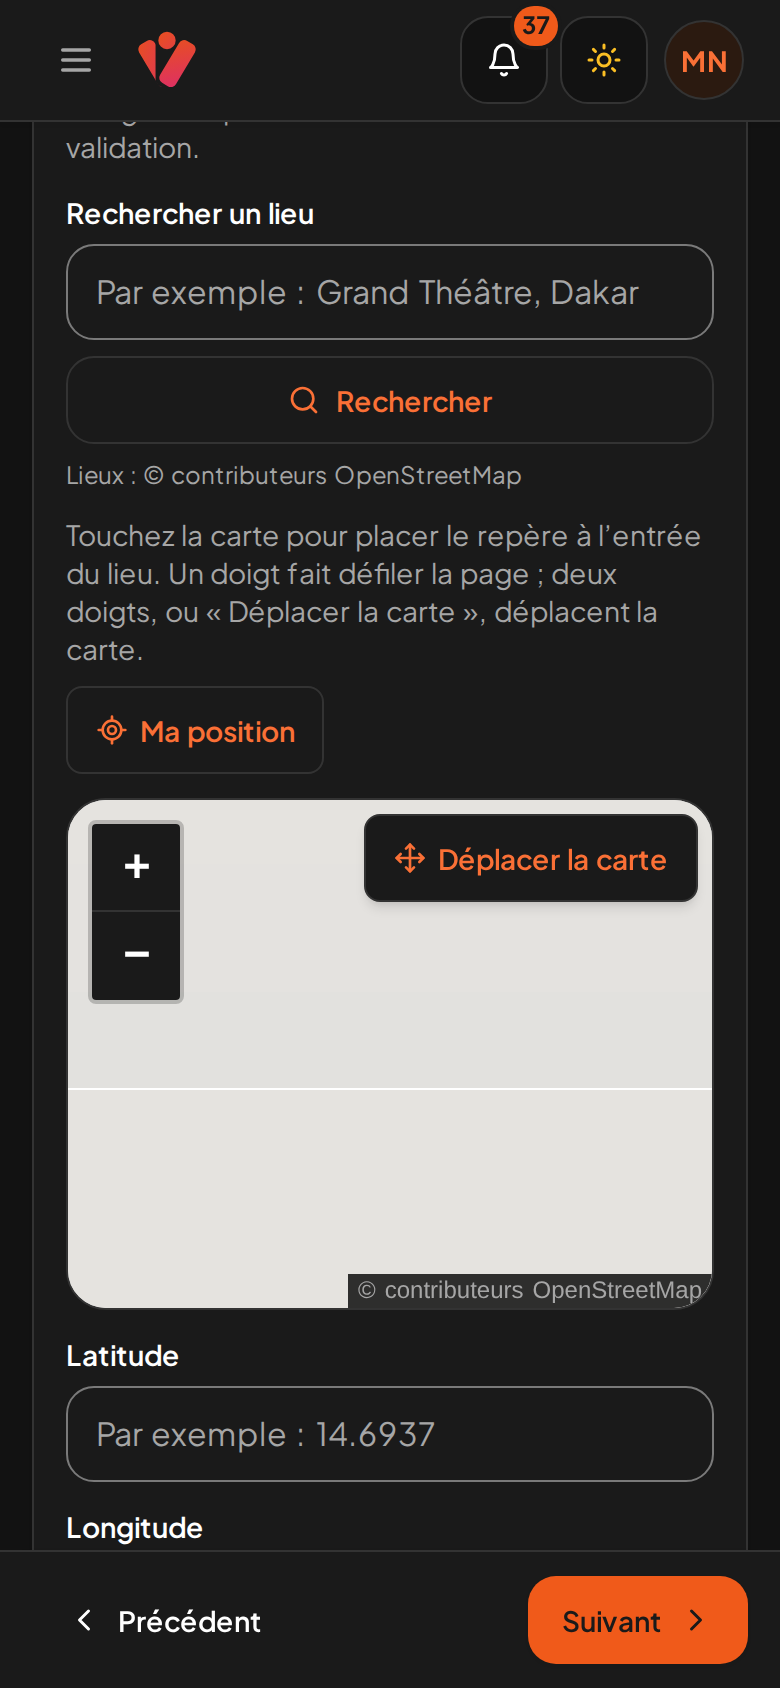 37
MN
validation.
Rechercher un lieu
Par exemple : Grand Théâtre, Dakar
Rechercher
Lieux : © contributeurs OpenStreetMap
Touchez la carte pour placer le repère à l’entrée
du lieu. Un doigt fait défiler la page ; deux
doigts, ou « Déplacer la carte », déplacent la
carte.
Ma position
+
Déplacer la carte
−
© contributeurs OpenStreetMap
Latitude
Par exemple : 14.6937
Longitude
Précédent
Suivant